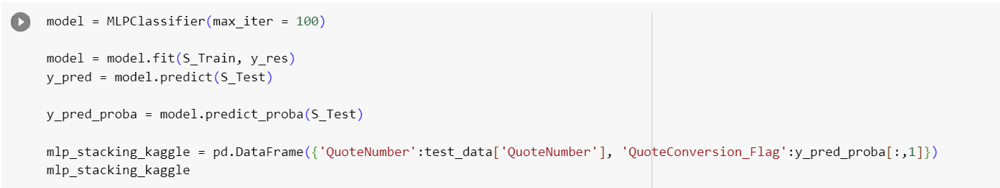 model = MLPClassifier(max_iter = 100)
model = model.fit(S_Train, y_res)
y_pred = model.predict(S_Test)
y_pred_proba = model.predict_proba(S_Test)
mlp_stacking_kaggle = pd.DataFrame({'QuoteNumber':test_data['QuoteNumber'], 'QuoteConversion_Flag':y_pred_proba[:,1]})
mlp_stacking_kaggle